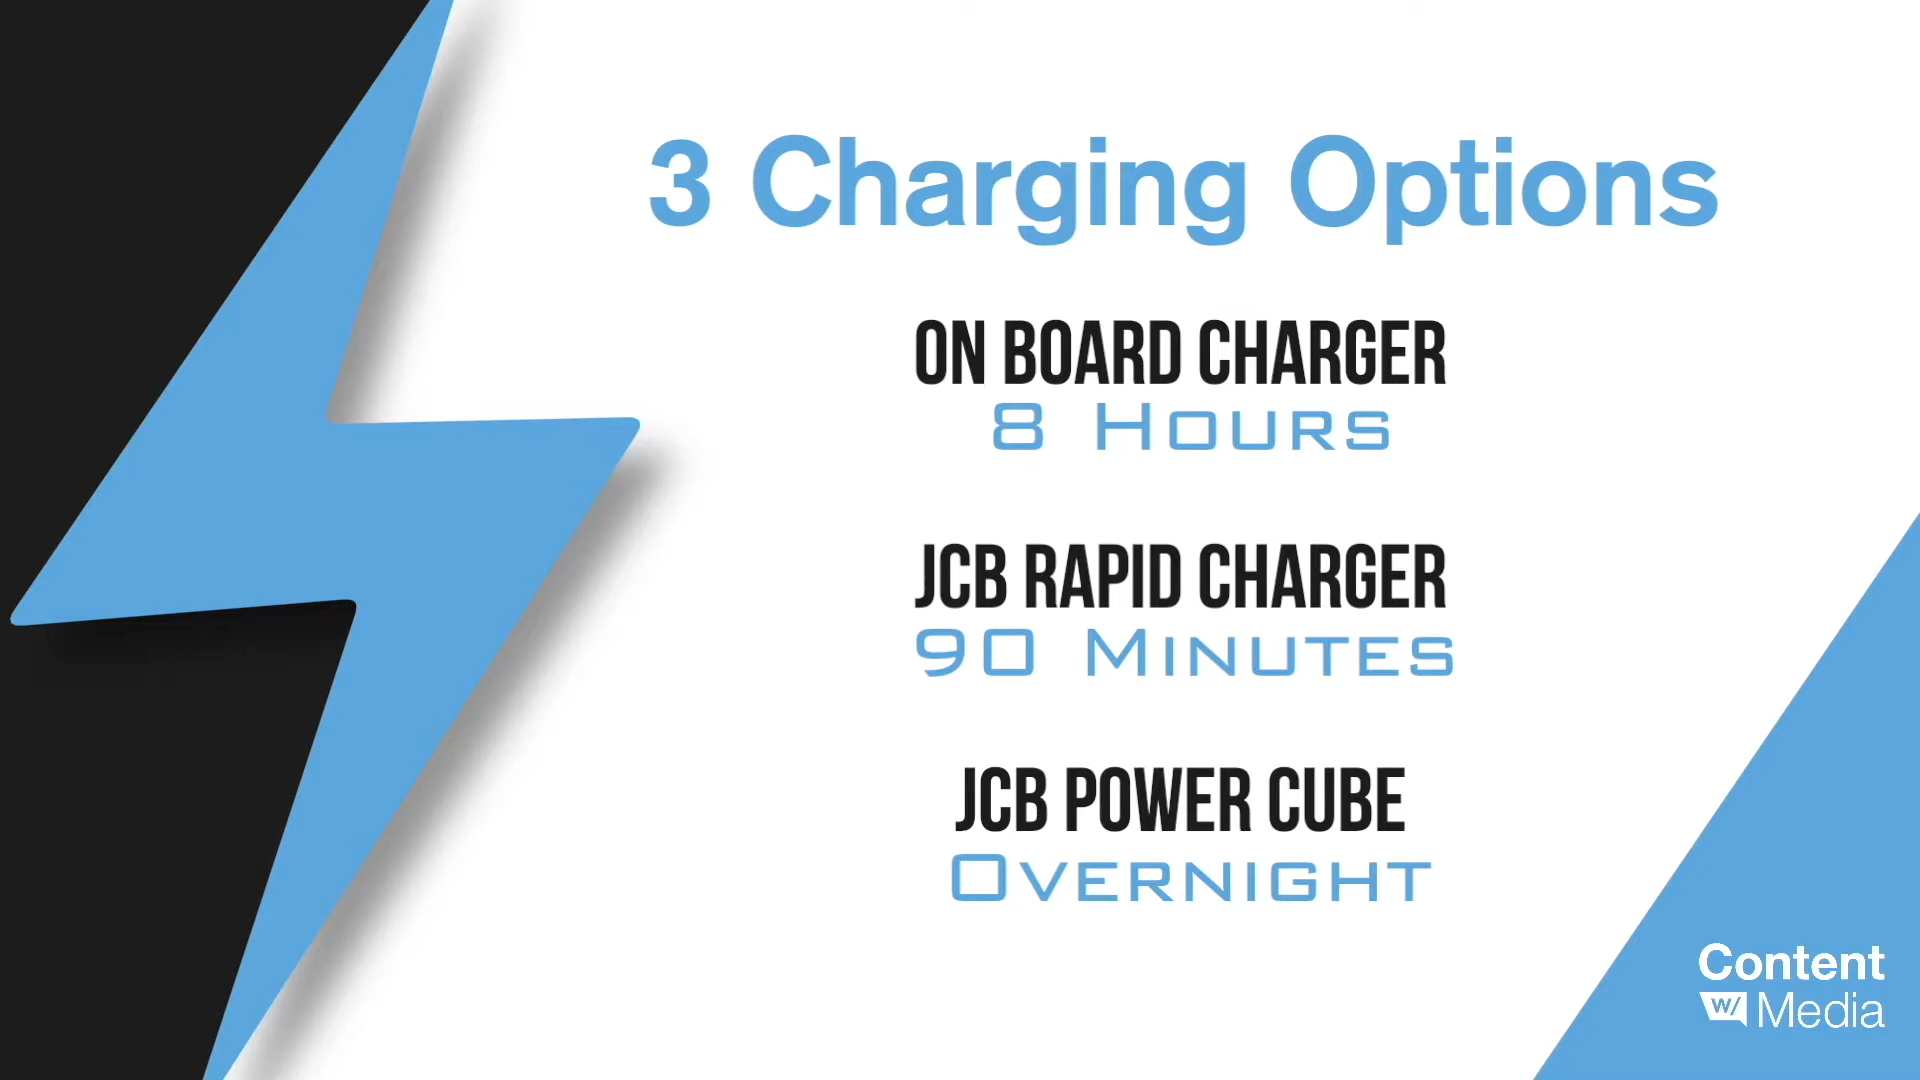 3 Charging Options
ON BOARD CHARGER
8 HOURS
JCB RAPID CHARGER
90 MINUTES
JCB POWER CUBE
OVERNIGHT
Content
w/ Media